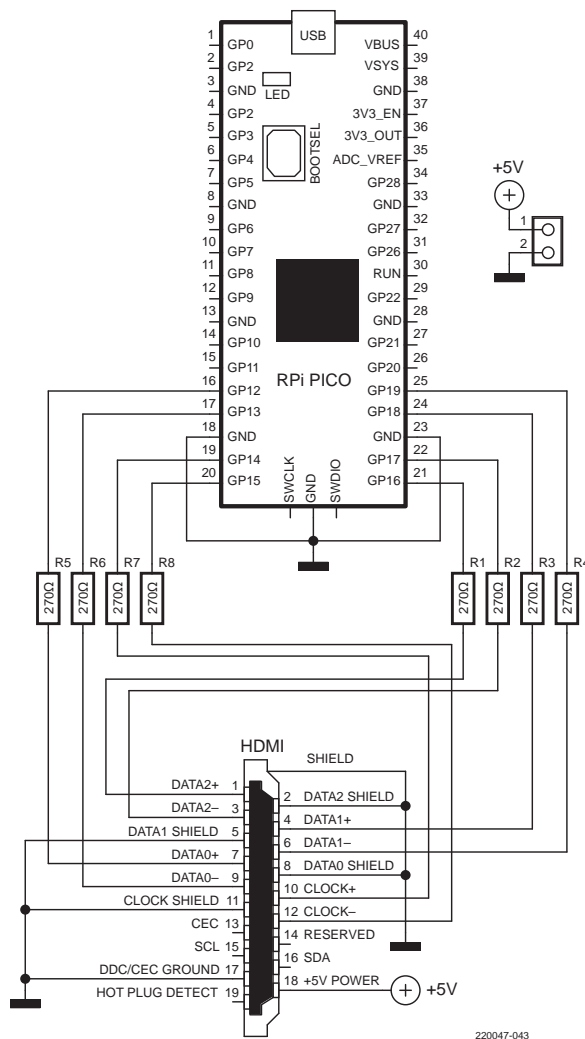 USB
1 GP0 VBUS 40
2 GP2 VSYS 39
3 GND GND 38
LED
4 GP2 3V3_EN 37
5 GP3 3V3_OUT 36
BOOTSEL
6 GP4 ADC_VREF 35
7 GP5 GP28 34
+5V
8 GND GND 33
9 GP6 GP27 32
1
10 GP7 GP26 31
2
11 GP8 RUN 30
12 GP9 GP22 29
13 GND GND 28
14 GP10 GP21 27
15 GP11 GP20 26
RPi PICO
16 GP12 GP19 25
17 GP13 GP18 24
18 GND GND 23
19 GP14 GP17 22
20 GP15 GP16 21
SWCLK GND SWDIO
R5 R6 R7 R8 R1 R2 R3 R4
270Ω 270Ω 270Ω 270Ω 270Ω 270Ω 270Ω 270Ω
HDMI
SHIELD
DATA2+ 1
2 DATA2 SHIELD
DATA2– 3
4 DATA1+
DATA1 SHIELD 5
6 DATA1–
DATA0+ 7
8 DATA0 SHIELD
DATA0– 9
10 CLOCK+
CLOCK SHIELD 11
12 CLOCK–
CEC 13
14 RESERVED
SCL 15
16 SDA
DDC/CEC GROUND 17
18 +5V POWER
+5V
HOT PLUG DETECT 19
220047-043